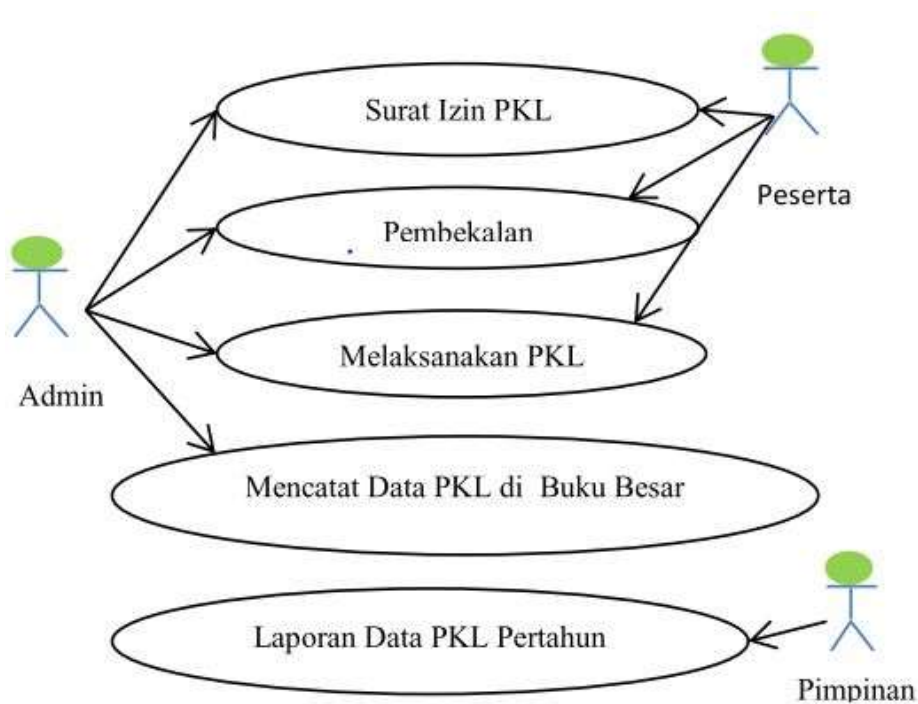 Surat Izin PKL
Peserta
Pembekalan
Melaksanakan PKL
Admin
Mencatat Data PKL di Buku Besar
Laporan Data PKL Pertahun
Pimpinan